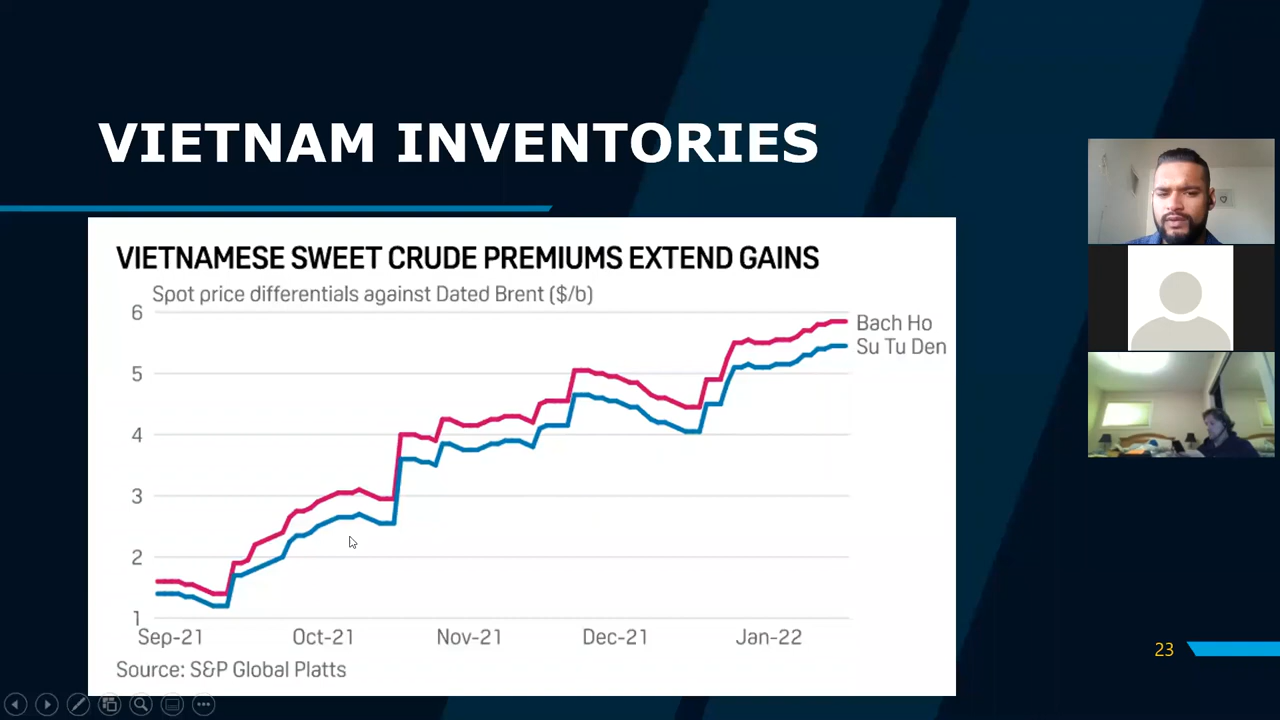 VIETNAM INVENTORIES
VIETNAMESE SWEET CRUDE PREMIUMS EXTEND GAINS
Spot price differentials against Dated Brent ($/b)
6
Bach Ho
Su Tu Den
5
4
3
2
1
Sep-21 Oct-21 Nov-21 Dec-21 Jan-22
Source: S&P Global Platts
23